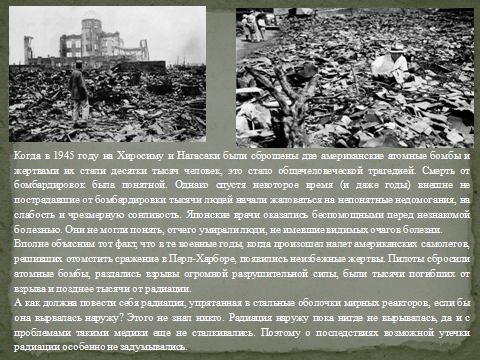 Когда в 1945 году на Хиросиму и Нагасаки были сброшены две американские атомные бомбы и
жертвами их стали десятки тысяч человек, это стало общечеловеческой трагедией. Смерть от
бомбардировок была понятной. Однако спустя некоторое время (и даже годы) внешне не
пострадавшие от бомбардировки тысячи людей начали жаловаться на непонятные недомогания, на
слабость и чрезмерную сонливость. Японские врачи оказались беспомощными перед незнакомой
болезнью. Они не могли понять, отчего умирали люди, не имевшие видимых очагов болезни.
Вполне объясним тот факт, что в те военные годы, когда произошел налет американских самолетов,
решивших отомстить сражение в Перл-Харборе, появились неизбежные жертвы. Пилоты сбросили
атомные бомбы, раздались взрывы огромной разрушительной силы, были тысячи погибших от
взрыва и позднее тысячи от радиации.
А как должна повести себя радиация, упрятанная в стальные оболочки мирных реакторов, если бы
она вырвалась наружу? Этого не знал никто. Радиация наружу пока нигде не вырывалась, да и с
проблемами такими медики еще не сталкивались. Поэтому о последствиях возможной утечки
радиации особенно не задумывались.